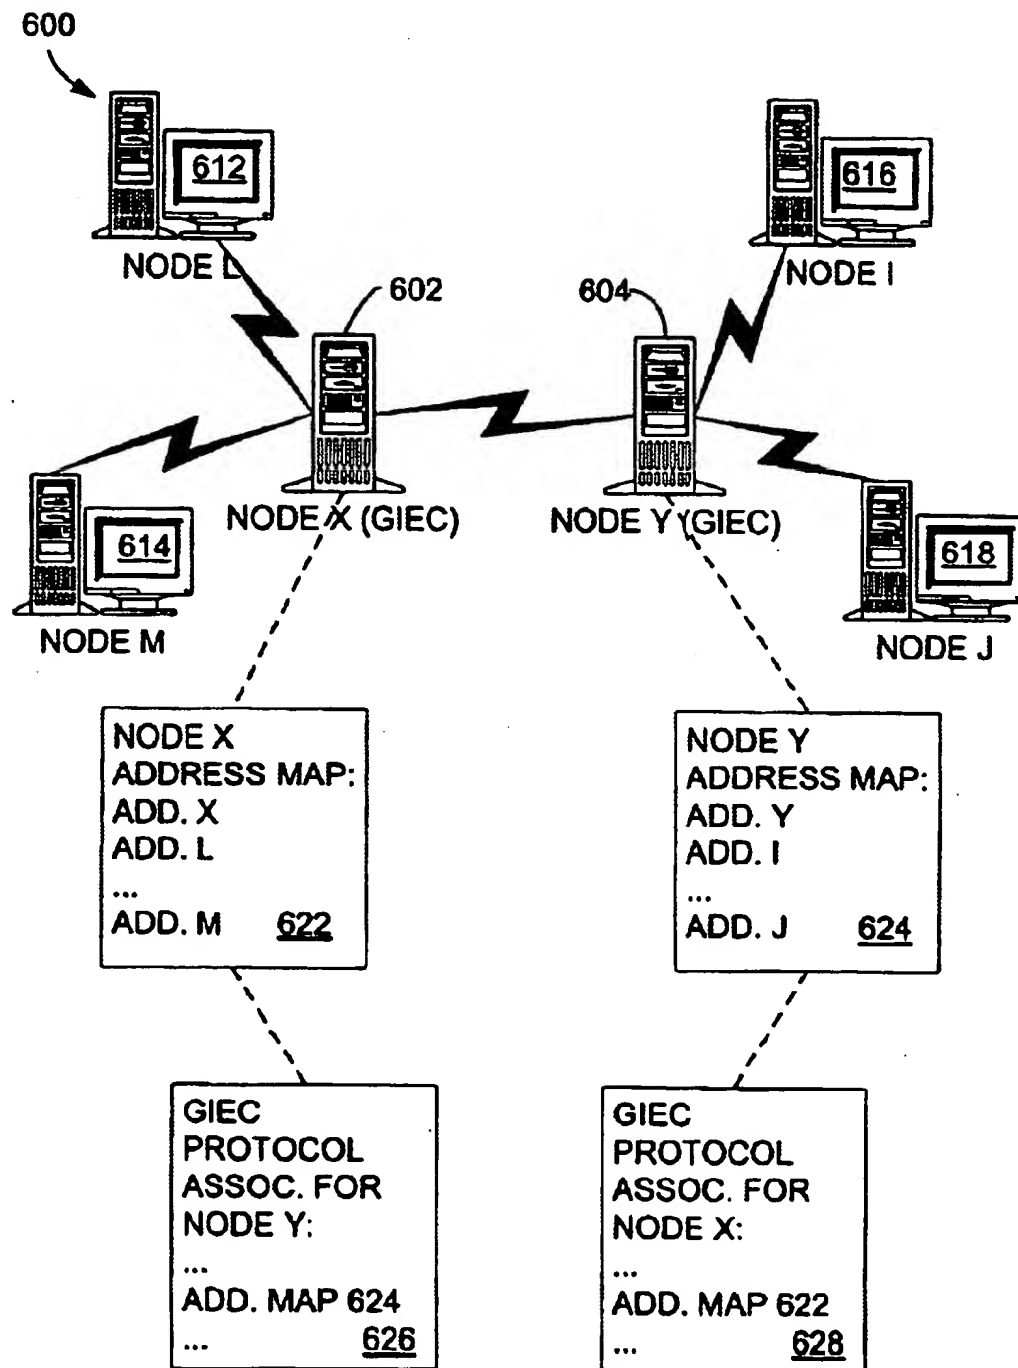 600
612
NODE L
616
NODE I
602
604
614
NODE M
NODE X (GIEC)
NODE Y (GIEC)
618
NODE J
NODE X
ADDRESS MAP:
ADD. X
ADD. L
...
ADD. M 622
NODE Y
ADDRESS MAP:
ADD. Y
ADD. I
...
ADD. J 624
GIEC
PROTOCOL
ASSOC. FOR
NODE Y:
...
ADD. MAP 624
... 626
GIEC
PROTOCOL
ASSOC. FOR
NODE X:
...
ADD. MAP 622
... 628